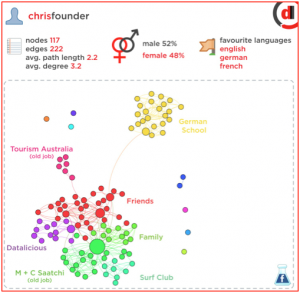 chrisfounder
nodes 117
edges 222
avg. path length 2.2
avg. degree 3.2
male 52%
female 48%
favourite languages
english
german
french
German
School
Tourism Australia
(old job)
Friends
Family
Datalicious
M + C Saatchi
(old job)
Surf Club